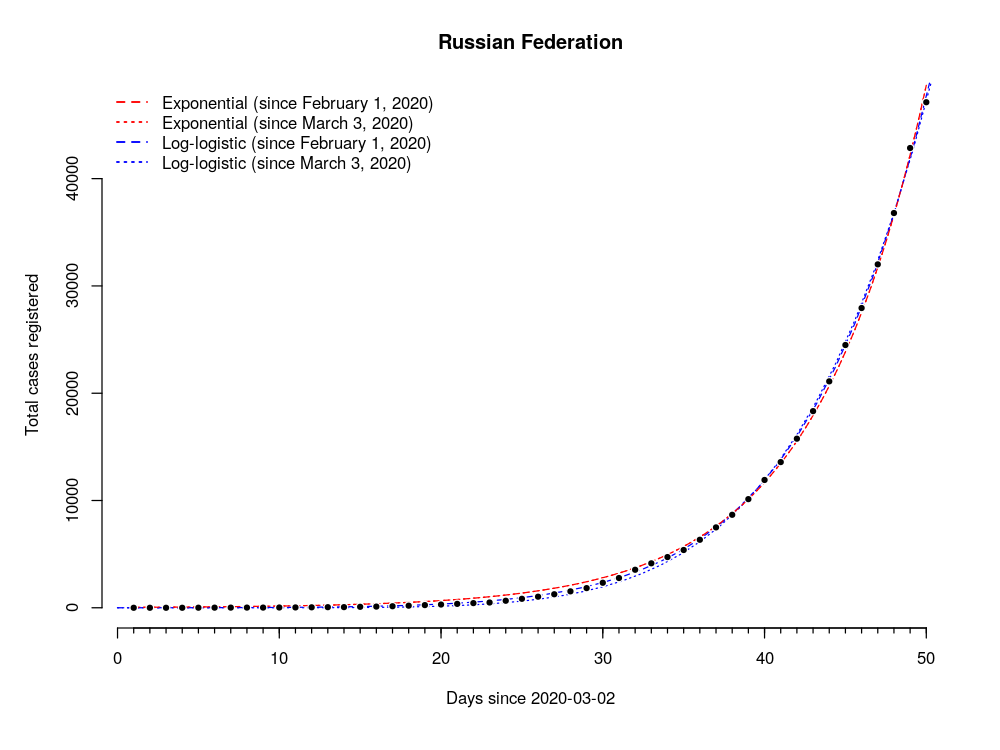 Russian Federation
Exponential (since February 1, 2020)
Exponential (since March 3, 2020)
Log-logistic (since February 1, 2020)
Log-logistic (since March 3, 2020)
Total cases registered
40000
30000
20000
10000
0
0 10 20 30 40 50
Days since 2020-03-02